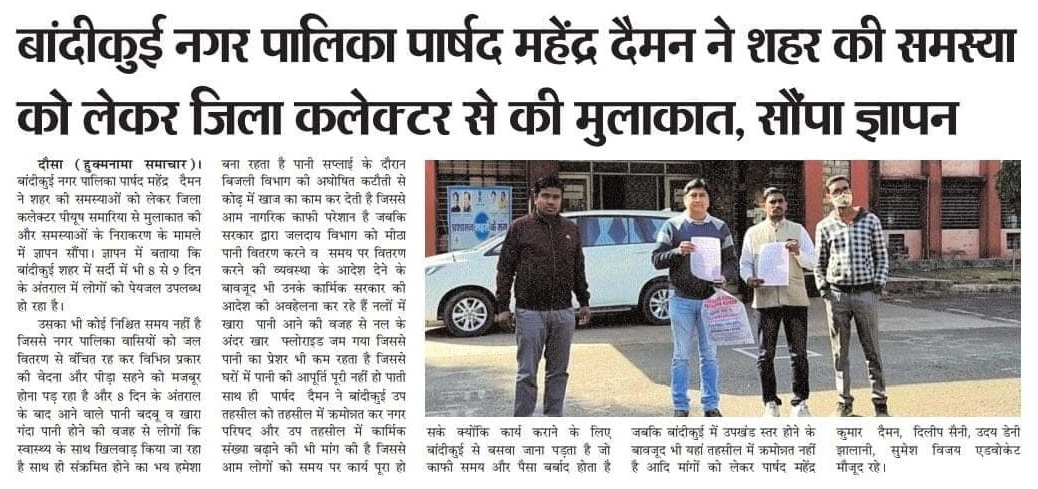 बांदीकुई नगर पालिका पार्षद महेंद्र दैमन ने शहर की समस्या
को लेकर जिला कलेक्टर से की मुलाकात, सौंपा ज्ञापन
दौसा (हुक्मनामा समाचार)।
बांदीकुई नगर पालिका पार्षद महेंद्र दैमन
ने शहर की समस्याओं को लेकर जिला
कलेक्टर पीयूष समारिया से मुलाकात की
और समस्याओं के निराकरण के मामले
में ज्ञापन सौंपा। ज्ञापन में बताया कि
बांदीकुई शहर में सर्दी में भी 8 से 9 दिन
के अंतराल में लोगों को पेयजल उपलब्ध
हो रहा है।
उसका भी कोई निश्चित समय नहीं है
जिससे नगर पालिका वासियों को जल
वितरण से वंचित रह कर विभिन्न प्रकार
की वेदना और पीड़ा सहने को मजबूर
होना पड़ रहा है और 8 दिन के अंतराल
के बाद आने वाले पानी बदबू व खारा
गंदा पानी होने की वजह से लोगों कि
स्वास्थ्य के साथ खिलवाड़ किया जा रहा
है साथ ही संक्रमित होने का भय हमेशा
बना रहता है पानी सप्लाई के दौरान
बिजली विभाग की अघोषित कटौती से
कोढ़ में खाज का काम कर देती है जिससे
आम नागरिक काफी परेशान है जबकि
सरकार द्वारा जलदाय विभाग को मीठा
पानी वितरण करने व समय पर वितरण
करने की व्यवस्था के आदेश देने के
बावजूद भी उनके कार्मिक सरकार की
आदेश की अवहेलना कर रहे हैं नलों में
खारा पानी आने की वजह से नल के
अंदर खार फ्लोराइड जम गया जिससे
पानी का प्रेशर भी कम रहता है जिससे
घरों में पानी की आपूर्ति पूरी नहीं हो पाती
साथ ही पार्षद दैमन ने बांदीकुई उप
तहसील को तहसील में क्रमोन्नत कर नगर
परिषद और उप तहसील में कार्मिक
संख्या बढ़ाने की भी मांग की है जिससे
आम लोगों को समय पर कार्य पूरा हो
सके क्योंकि कार्य कराने के लिए
बांदीकुई से बसवा जाना पड़ता है जो
काफी समय और पैसा बर्बाद होता है
जबकि बांदीकुई में उपखंड स्तर होने के
बावजूद भी यहां तहसील में क्रमोन्नत नहीं
है आदि मांगों को लेकर पार्षद महेंद्र
कुमार दैमन, दिलीप सैनी, उदय डेनी
झालानी, सुमेश विजय एडवोकेट
मौजूद रहे।